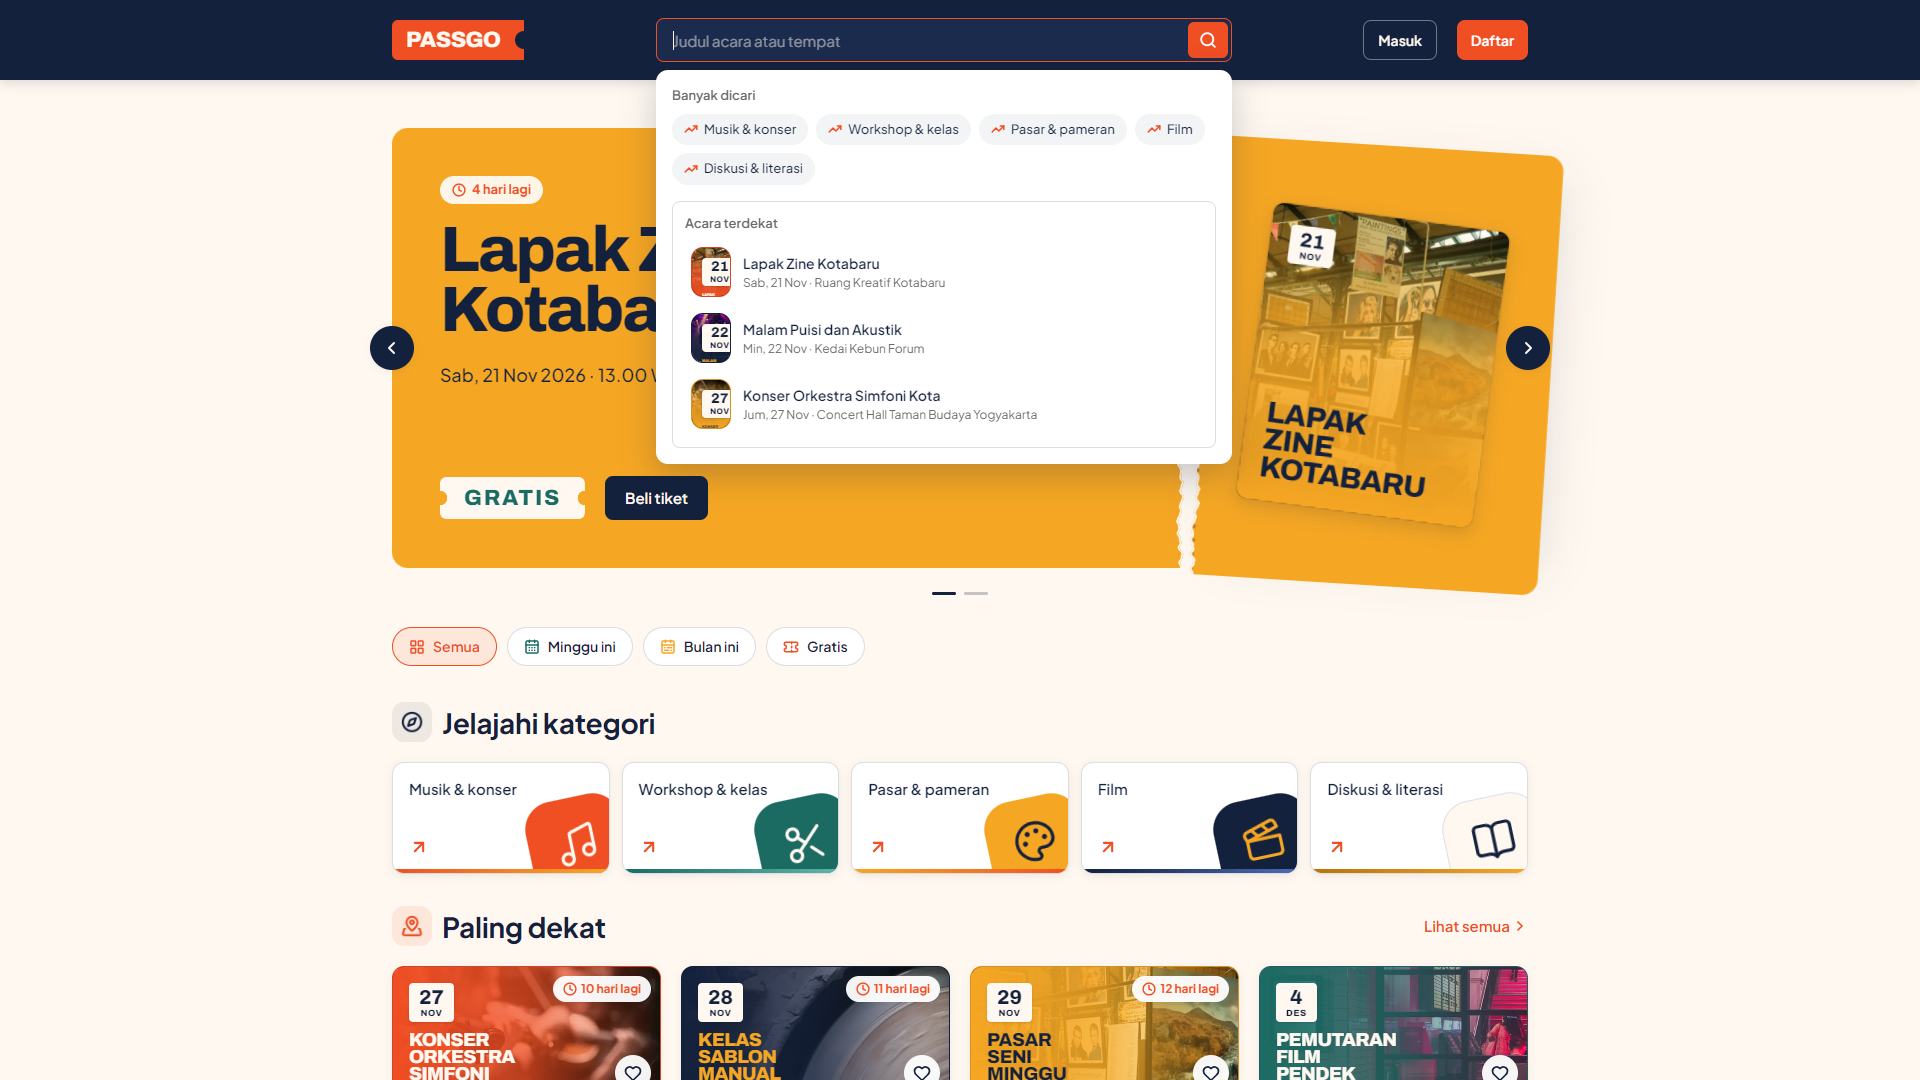 PASSGO
Judul acara atau tempat
Masuk
Daftar
Banyak dicari
Musik & konser
Workshop & kelas
Pasar & pameran
Film
Diskusi & literasi
Acara terdekat
21
NOV
Lapak Zine Kotabaru
Sab, 21 Nov · Ruang Kreatif Kotabaru
22
NOV
Malam Puisi dan Akustik
Min, 22 Nov · Kedai Kebun Forum
27
NOV
Konser Orkestra Simfoni Kota
Jum, 27 Nov · Concert Hall Taman Budaya Yogyakarta
4 hari lagi
Lapak
Kotaba
Sab, 21 Nov 2026 · 13.00
GRATIS
Beli tiket
21
NOV
LAPAK
ZINE
KOTABARU
Semua
Minggu ini
Bulan ini
Gratis
Jelajahi kategori
Musik & konser
Workshop & kelas
Pasar & pameran
Film
Diskusi & literasi
Paling dekat
Lihat semua
27
NOV
10 hari lagi
KONSER
ORKESTRA
SIMFONI
28
NOV
11 hari lagi
KELAS
SABLON
MANUAL
29
NOV
12 hari lagi
PASAR
SENI
MINGGU
4
DES
PEMUTARAN
FILM
PENDEK